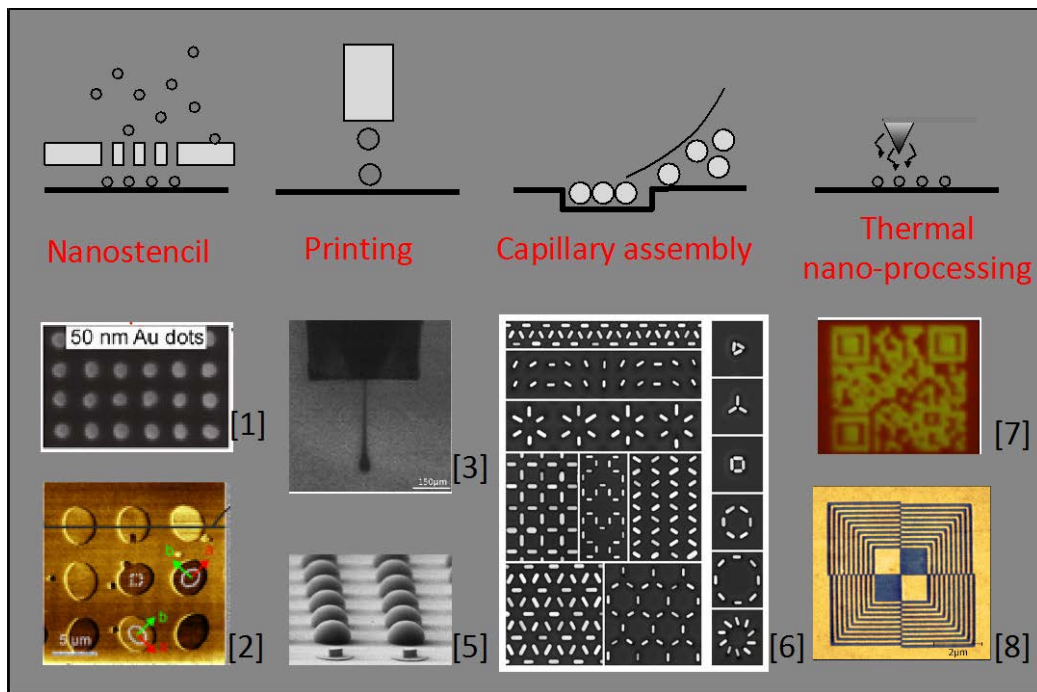 Nanostencil
Printing
Capillary assembly
Thermal
nano-processing
50 nm Au dots
[1]
b
a
b
a
5 µm
[2]
150µm
[3]
[5]
[6]
[7]
2µm
[8]